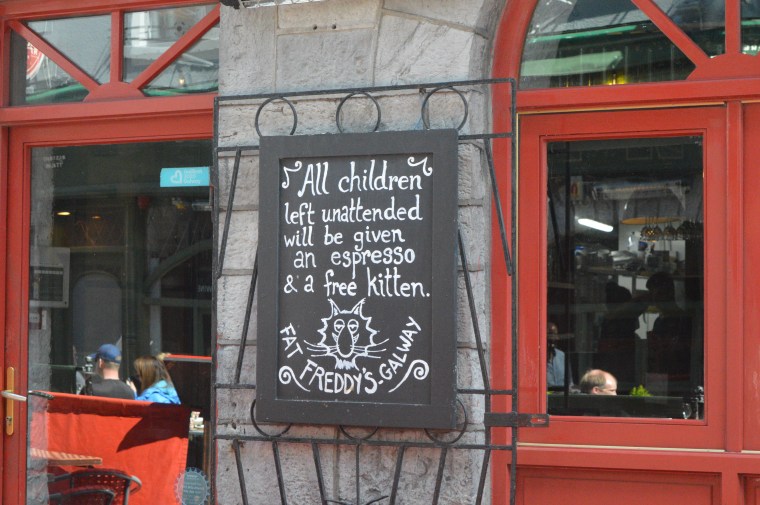 All children
left unattended
will be given
an espresso
& a free kitten.
FAT FREDDY'S-GALWAY